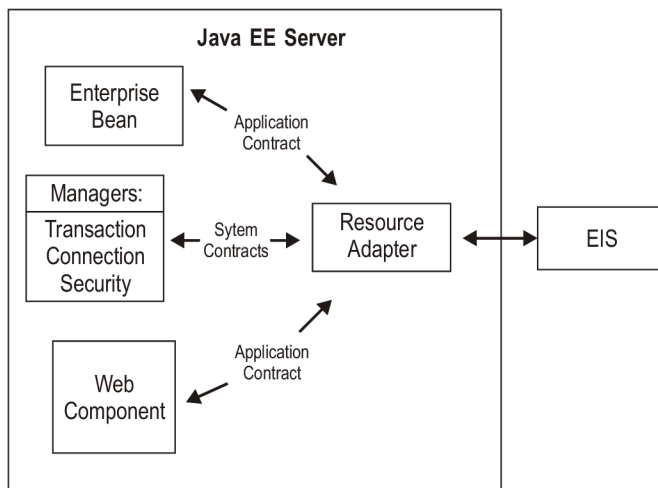 Java EE Server
Enterprise
Bean
Application
Contract
Managers:
Transaction
Connection
Security
Sytem
Contracts
Resource
Adapter
EIS
Application
Contract
Web
Component